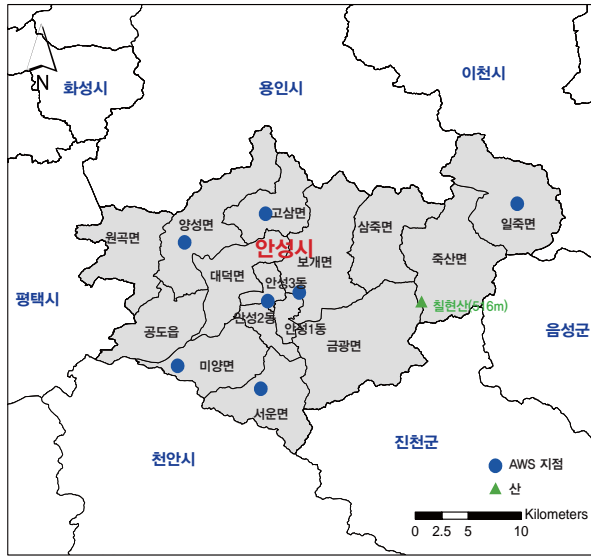 N
화성시
용인시
이천시
고삼면
양성면
원곡면
안성시
삼죽면
일죽면
보개면
죽산면
대덕면
안성3동
평택시
칠현산(516m)
안성2동
안성1동
공도읍
금광면
음성군
미양면
서운면
진천군
천안시
AWS 지점
산
Kilometers
0 2.5 5 10